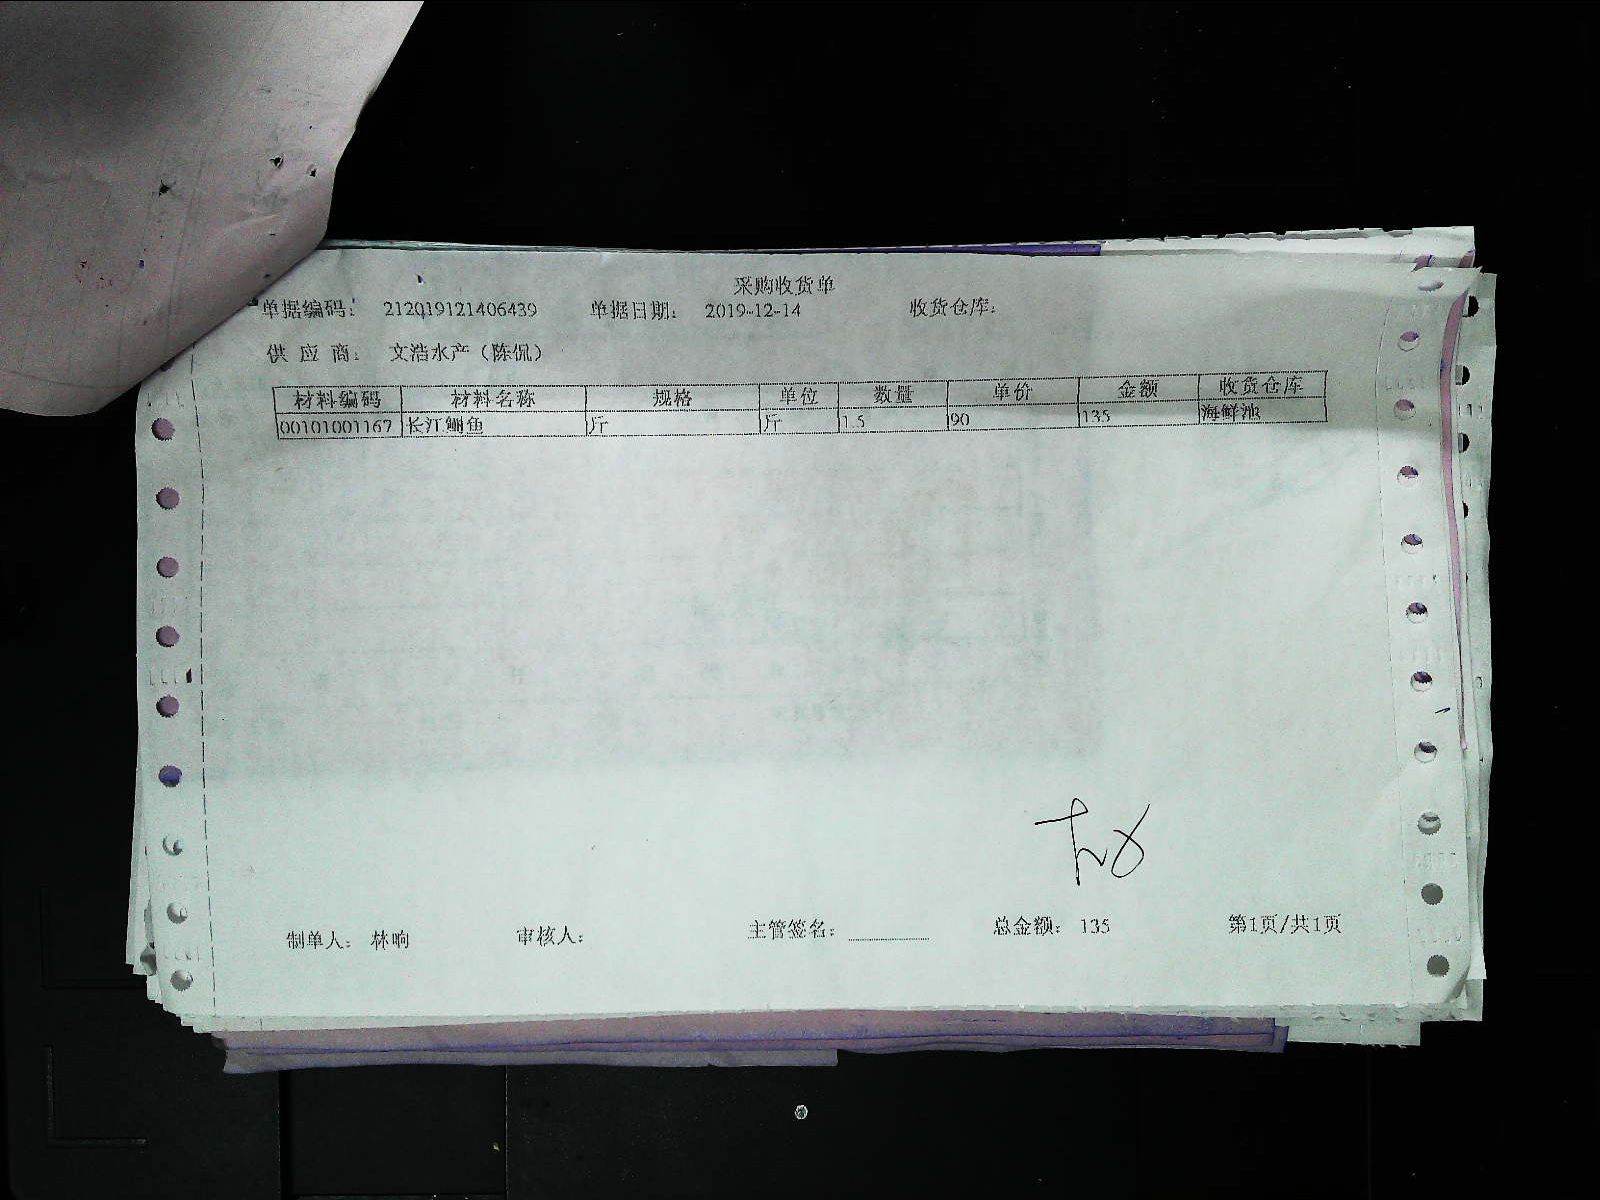 采购收货单
单据编码： 212019121406439 单据日期： 2019-12-14 收货仓库：
供 应 商： 文浩水产（陈侃）
材料编码 材料名称 规格 单位 数量 单价 金额 收货仓库
00101001167 长江鮰鱼 斤 斤 1.5 90 135 海鲜池
制单人： 林响 审核人： 主管签名： 总金额： 135 第1页/共1页